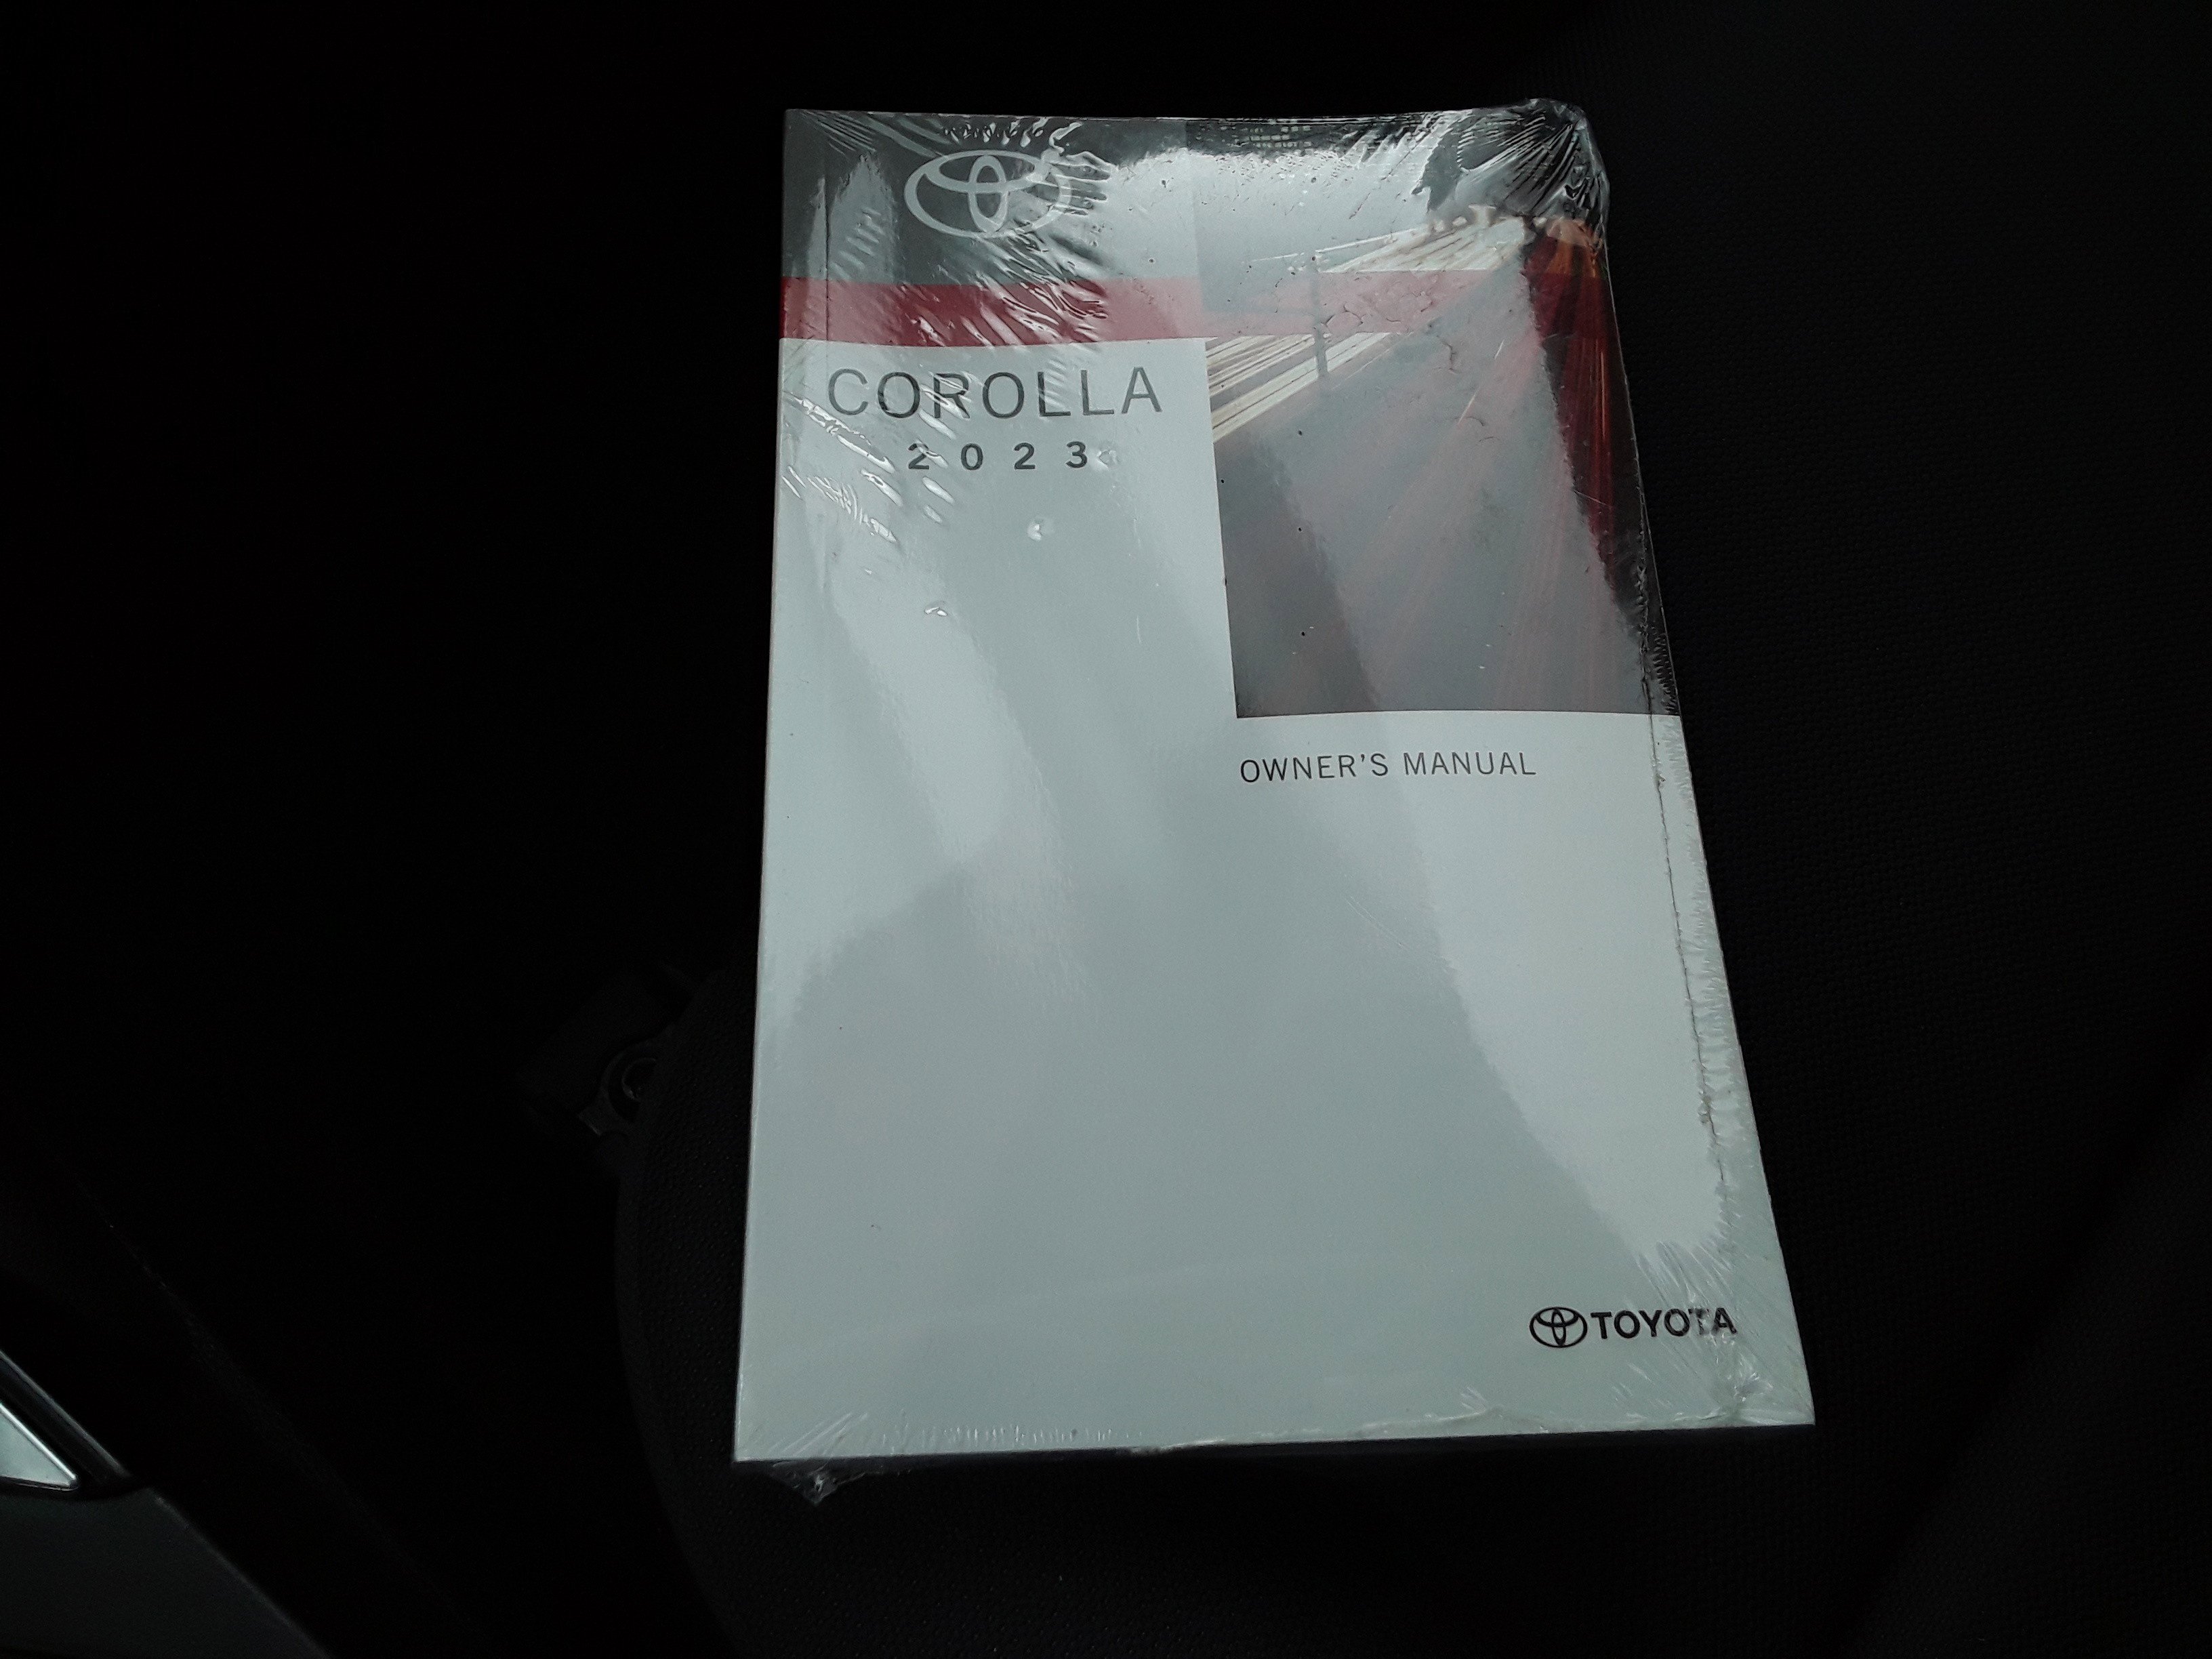 COROLLA
2023
OWNER'S MANUAL
TOYOTA